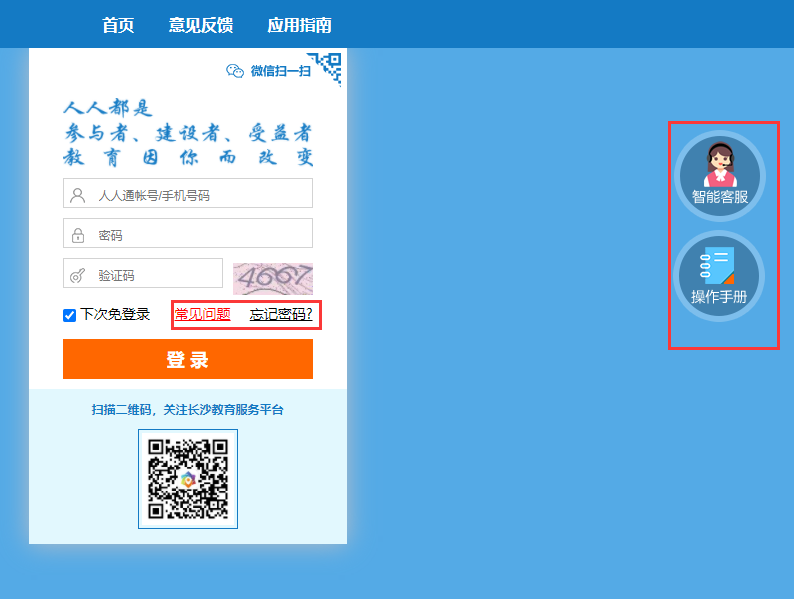 首页 意见反馈 应用指南
微信扫一扫
人人都是
参与者、建设者、受益者
教育因你而改变
人人通帐号/手机号码
密码
验证码 4667
下次免登录 常见问题 忘记密码?
登录
扫描二维码，关注长沙教育服务平台
智能客服
操作手册